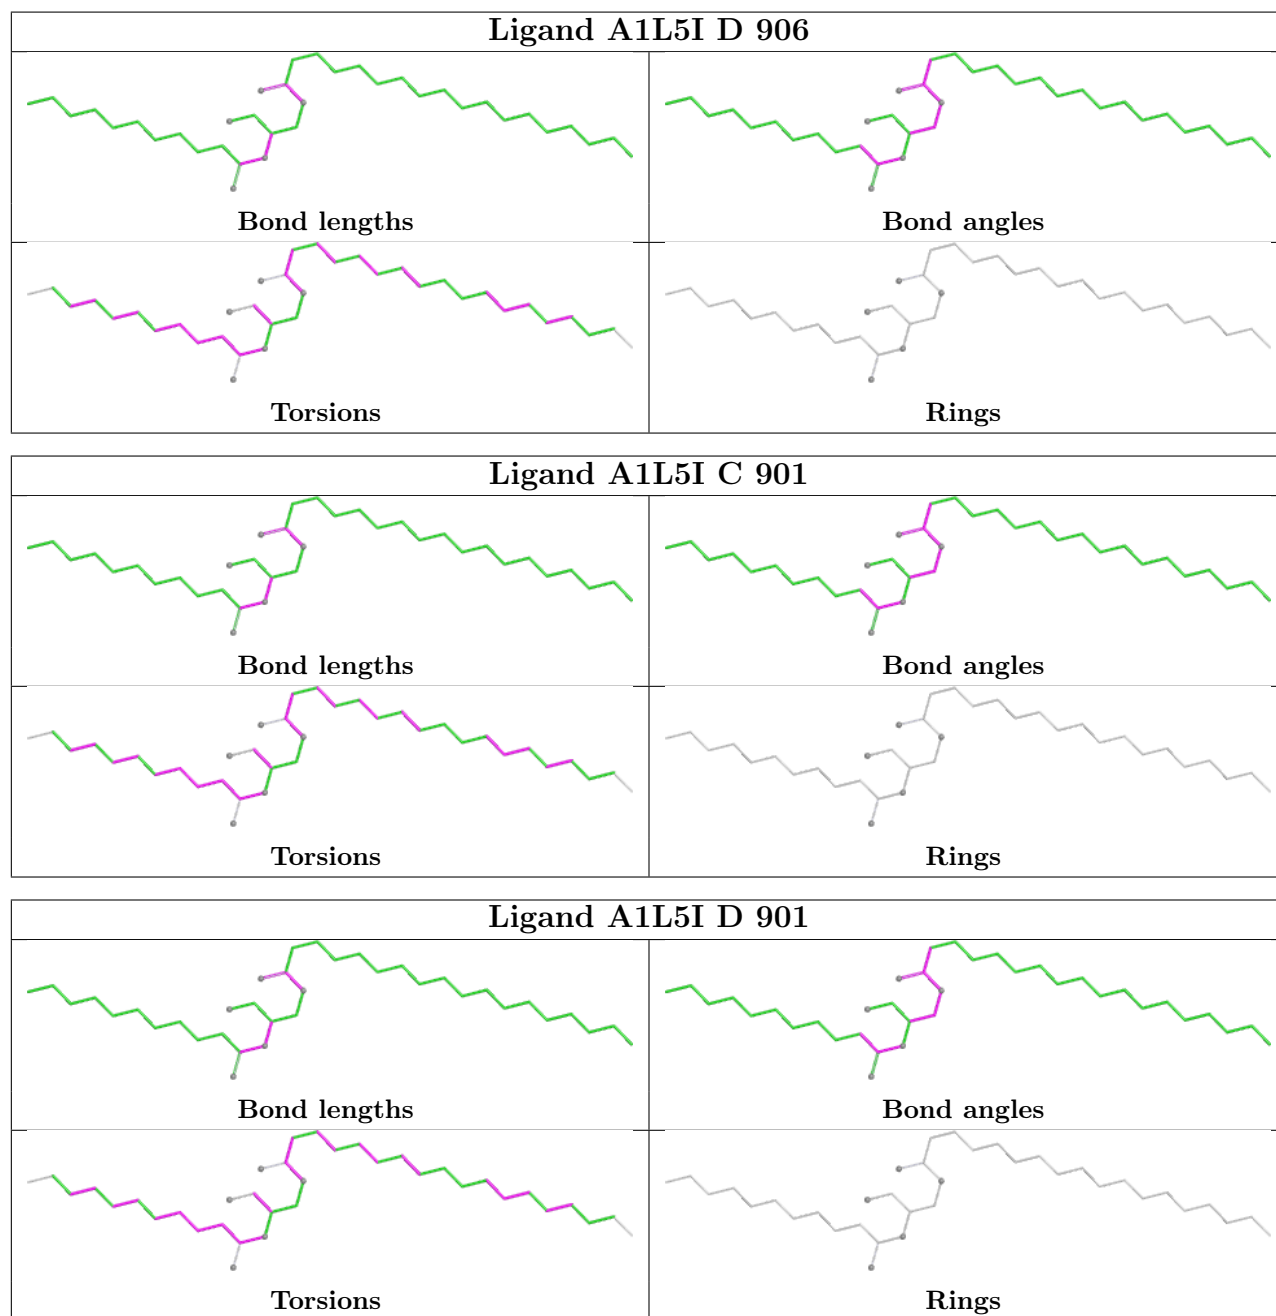 Ligand A1L5I D 906
Bond lengths
Bond angles
Torsions
Rings
Ligand A1L5I C 901
Bond lengths
Bond angles
Torsions
Rings
Ligand A1L5I D 901
Bond lengths
Bond angles
Torsions
Rings